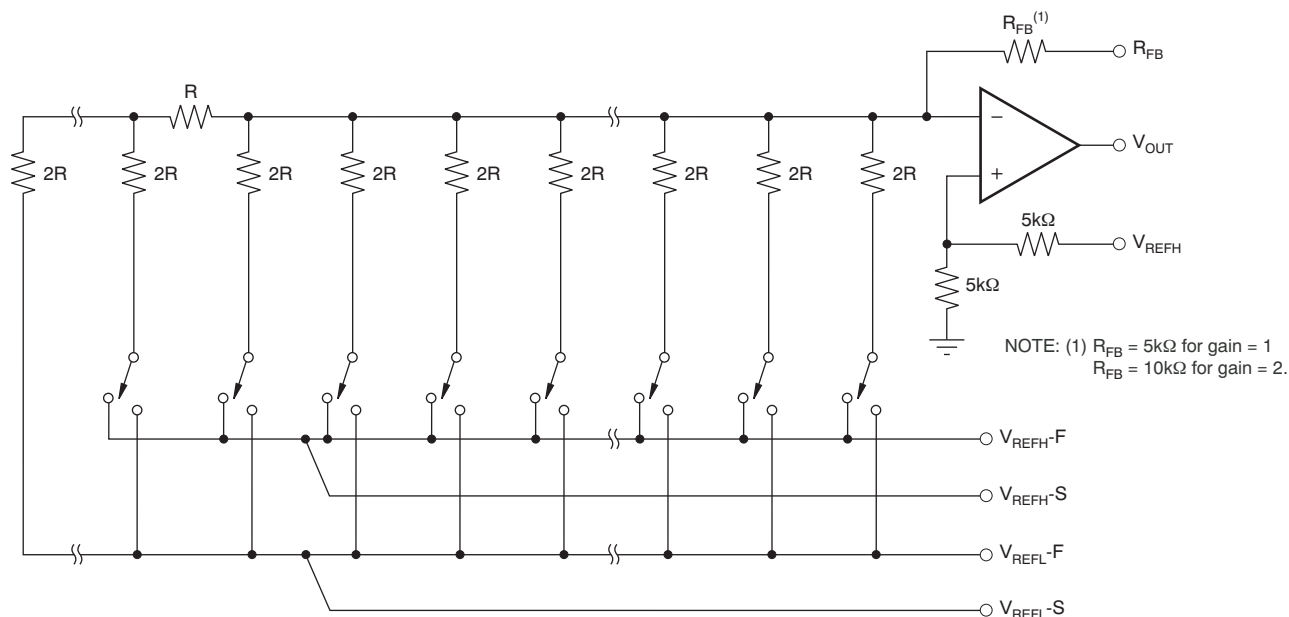 R_FB^(1)
R_FB
R
2R
2R
2R
2R
2R
2R
2R
2R
2R
−
+
V_OUT
5kΩ
V_REFH
5kΩ
NOTE: (1) R_FB = 5kΩ for gain = 1
R_FB = 10kΩ for gain = 2.
V_REFH-F
V_REFH-S
V_REFL-F
V_REFL-S